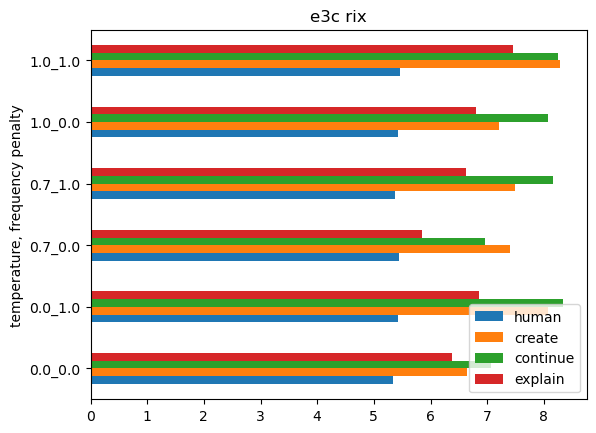 e3c rix
temperature, frequency penalty
1.0_1.0
1.0_0.0
0.7_1.0
0.7_0.0
0.0_1.0
0.0_0.0
0 1 2 3 4 5 6 7 8
human
create
continue
explain